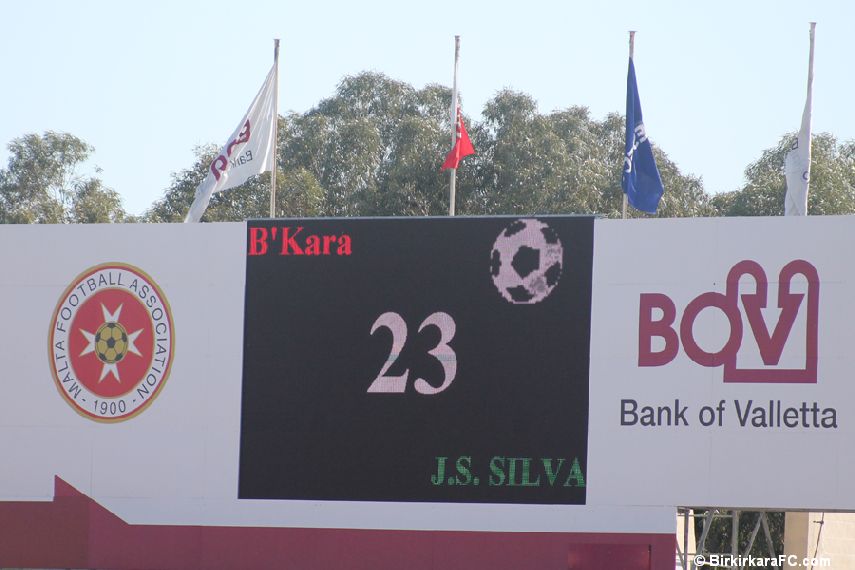 B'Kara
23
J.S. SILVA
MALTA FOOTBALL ASSOCIATION
- 1900 -
BOV
Bank of Valletta
© BirkirkaraFC.com